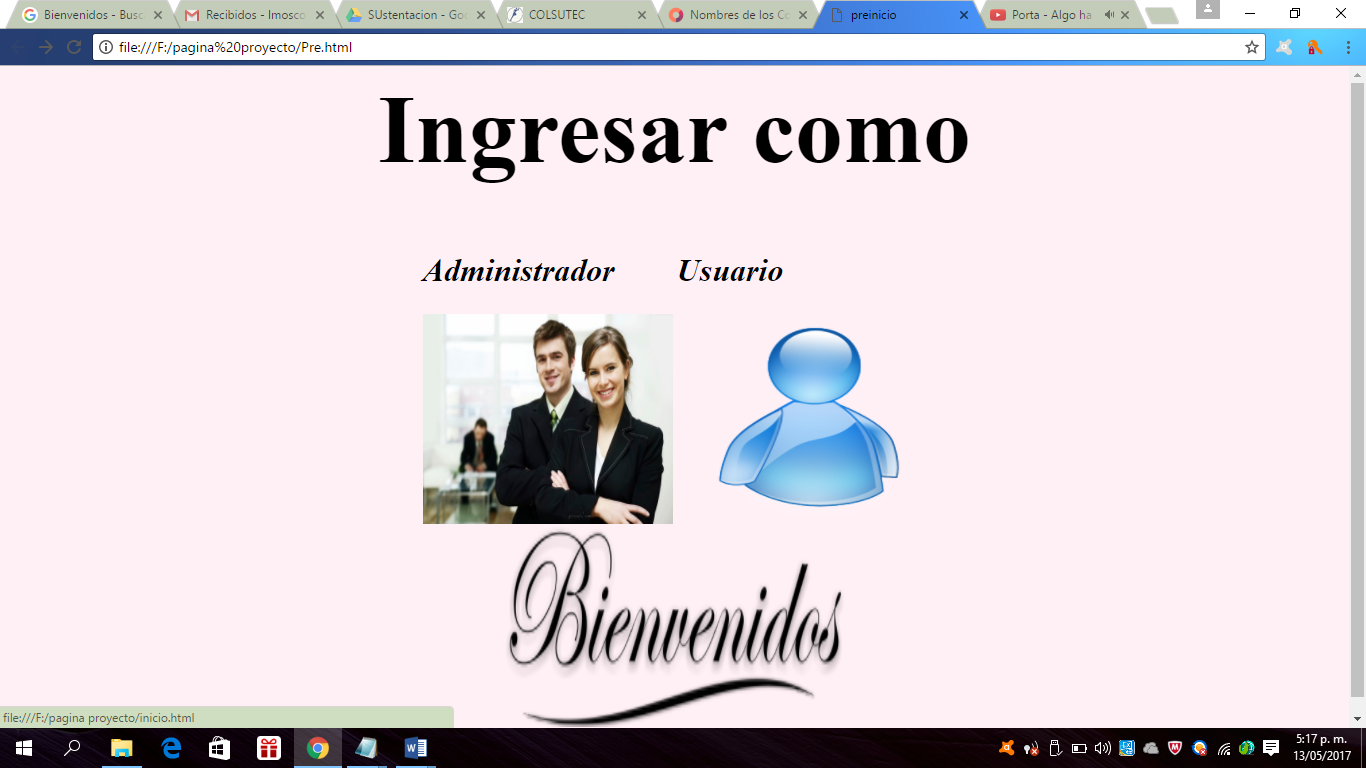 Bienvenidos - Busc
Recibidos - lmosco
SUstentacion - Goo
COLSUTEC
Nombres de los Co
preinicio
Porta - Algo ha
file:///F:/pagina%20proyecto/Pre.html
Ingresar como
Administrador Usuario
Bienvenidos
file:///F:/pagina proyecto/inicio.html
5:17 p. m.
13/05/2017